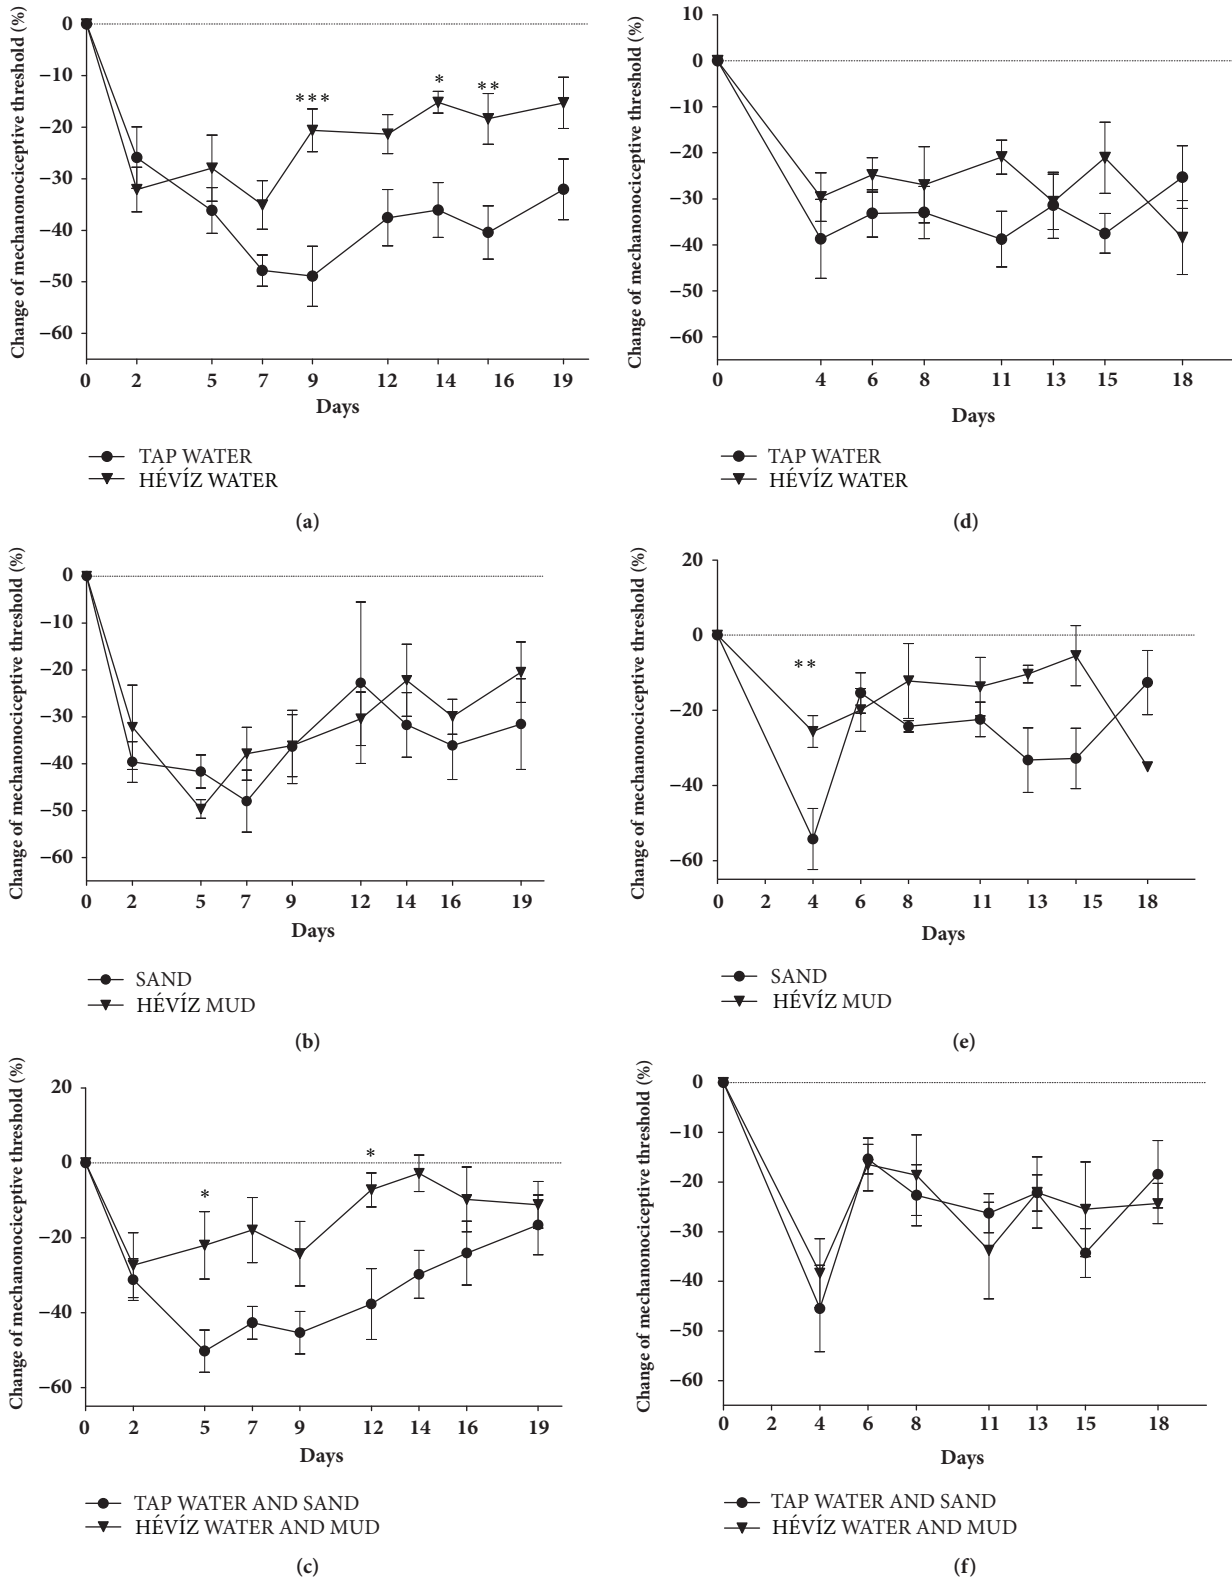 Change of mechanonociceptive threshold (%)
0
−10
−20
−30
−40
−50
−60
***
*
**
0 2 5 7 9 12 14 16 19
Days
TAP WATER
HÉVÍZ WATER
(a)
Change of mechanonociceptive threshold (%)
10
0
−10
−20
−30
−40
−50
−60
0 4 6 8 11 13 15 18
Days
TAP WATER
HÉVÍZ WATER
(d)
Change of mechanonociceptive threshold (%)
0
−10
−20
−30
−40
−50
−60
0 2 5 7 9 12 14 16 19
Days
SAND
HÉVÍZ MUD
(b)
Change of mechanonociceptive threshold (%)
20
0
−20
−40
−60
**
0 2 4 6 8 11 13 15 18
Days
SAND
HÉVÍZ MUD
(e)
Change of mechanonociceptive threshold (%)
20
0
−20
−40
−60
*
*
0 2 5 7 9 12 14 16 19
Days
TAP WATER AND SAND
HÉVÍZ WATER AND MUD
(c)
Change of mechanonociceptive threshold (%)
0
−10
−20
−30
−40
−50
−60
0 2 4 6 8 11 13 15 18
Days
TAP WATER AND SAND
HÉVÍZ WATER AND MUD
(f)